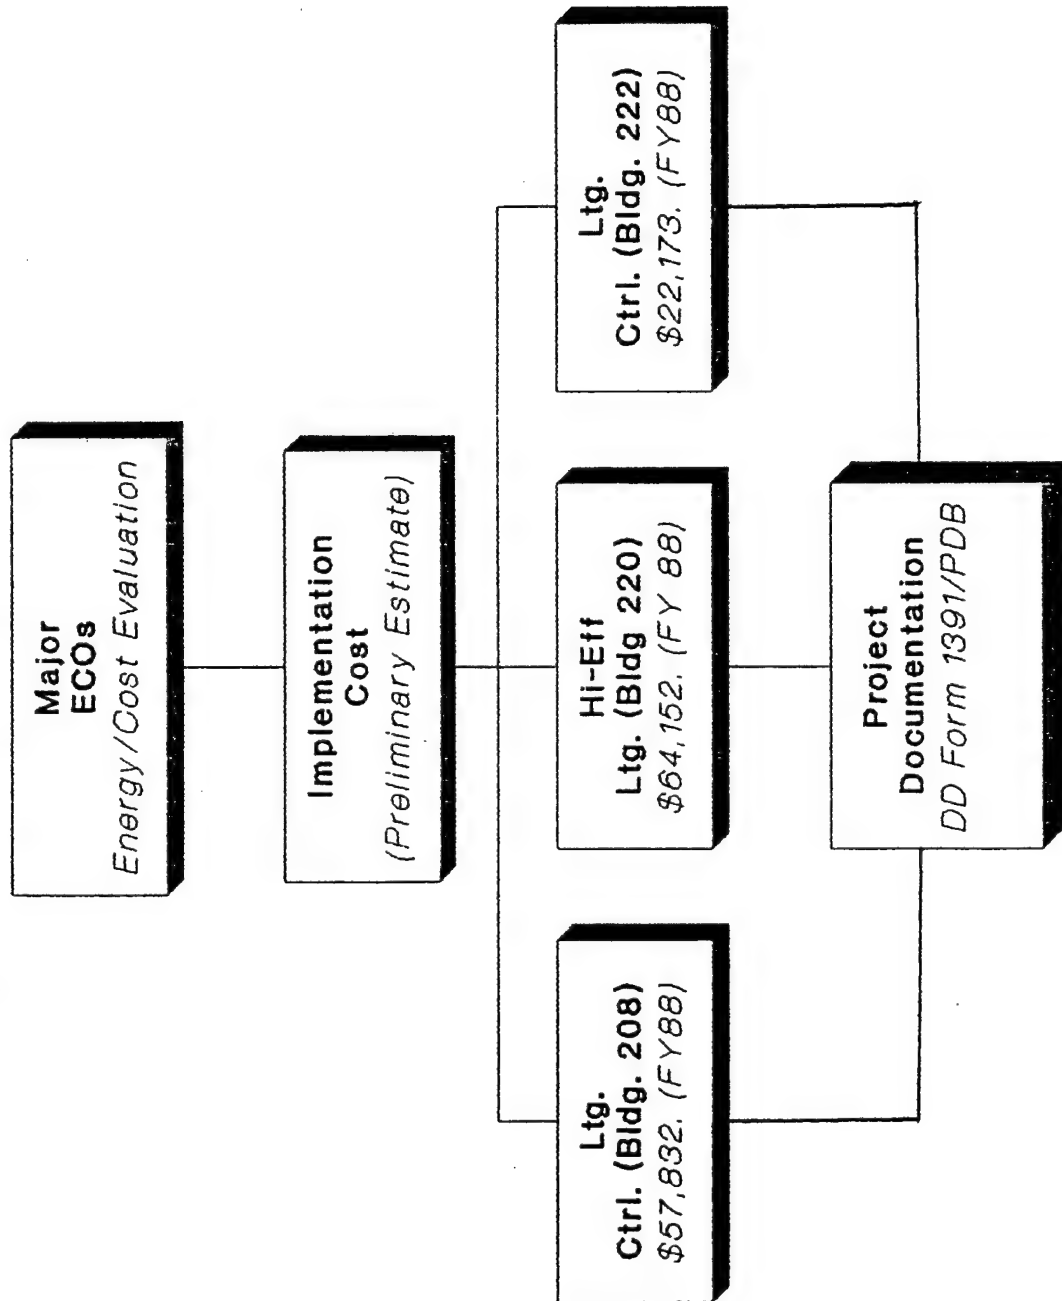 Major
ECOs
Energy/Cost Evaluation
Implementation
Cost
(Preliminary Estimate)
Ltg.
Ctrl. (Bldg. 208)
$57,832. (FY88)
Hi-Eff
Ltg. (Bldg 220)
$64,152. (FY 88)
Ltg.
Ctrl. (Bldg. 222)
$22,173. (FY88)
Project
Documentation
DD Form 1391/PDB